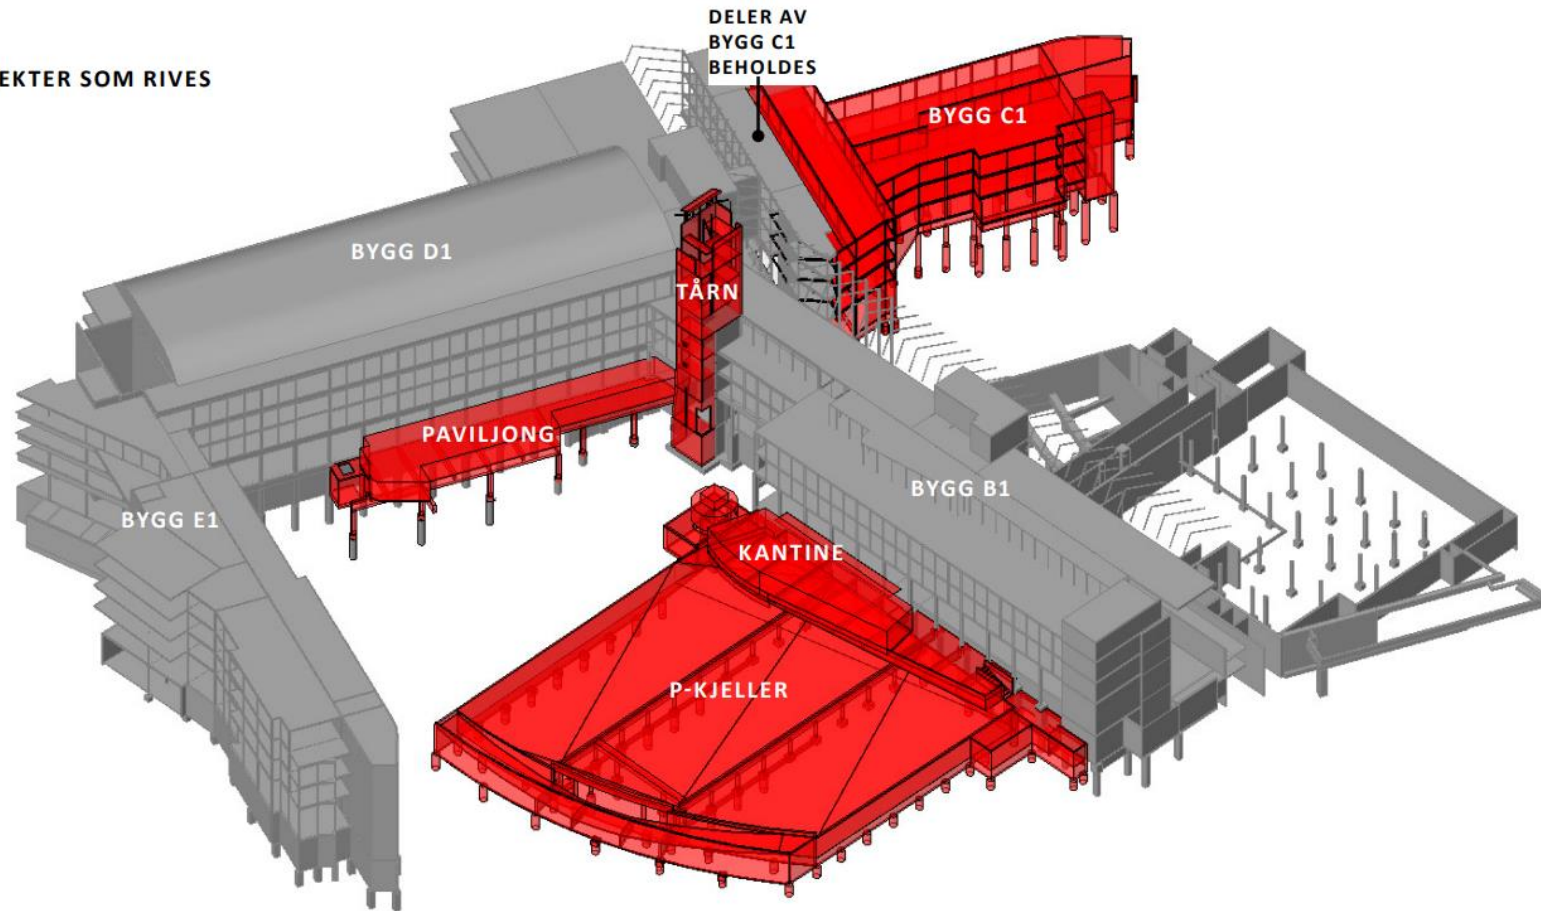 DELER AV
BYGG C1
BEHOLDES
EKTER SOM RIVES
BYGG C1
BYGG D1
TÅRN
PAVILJONG
BYGG B1
BYGG E1
KANTINE
P-KJELLER